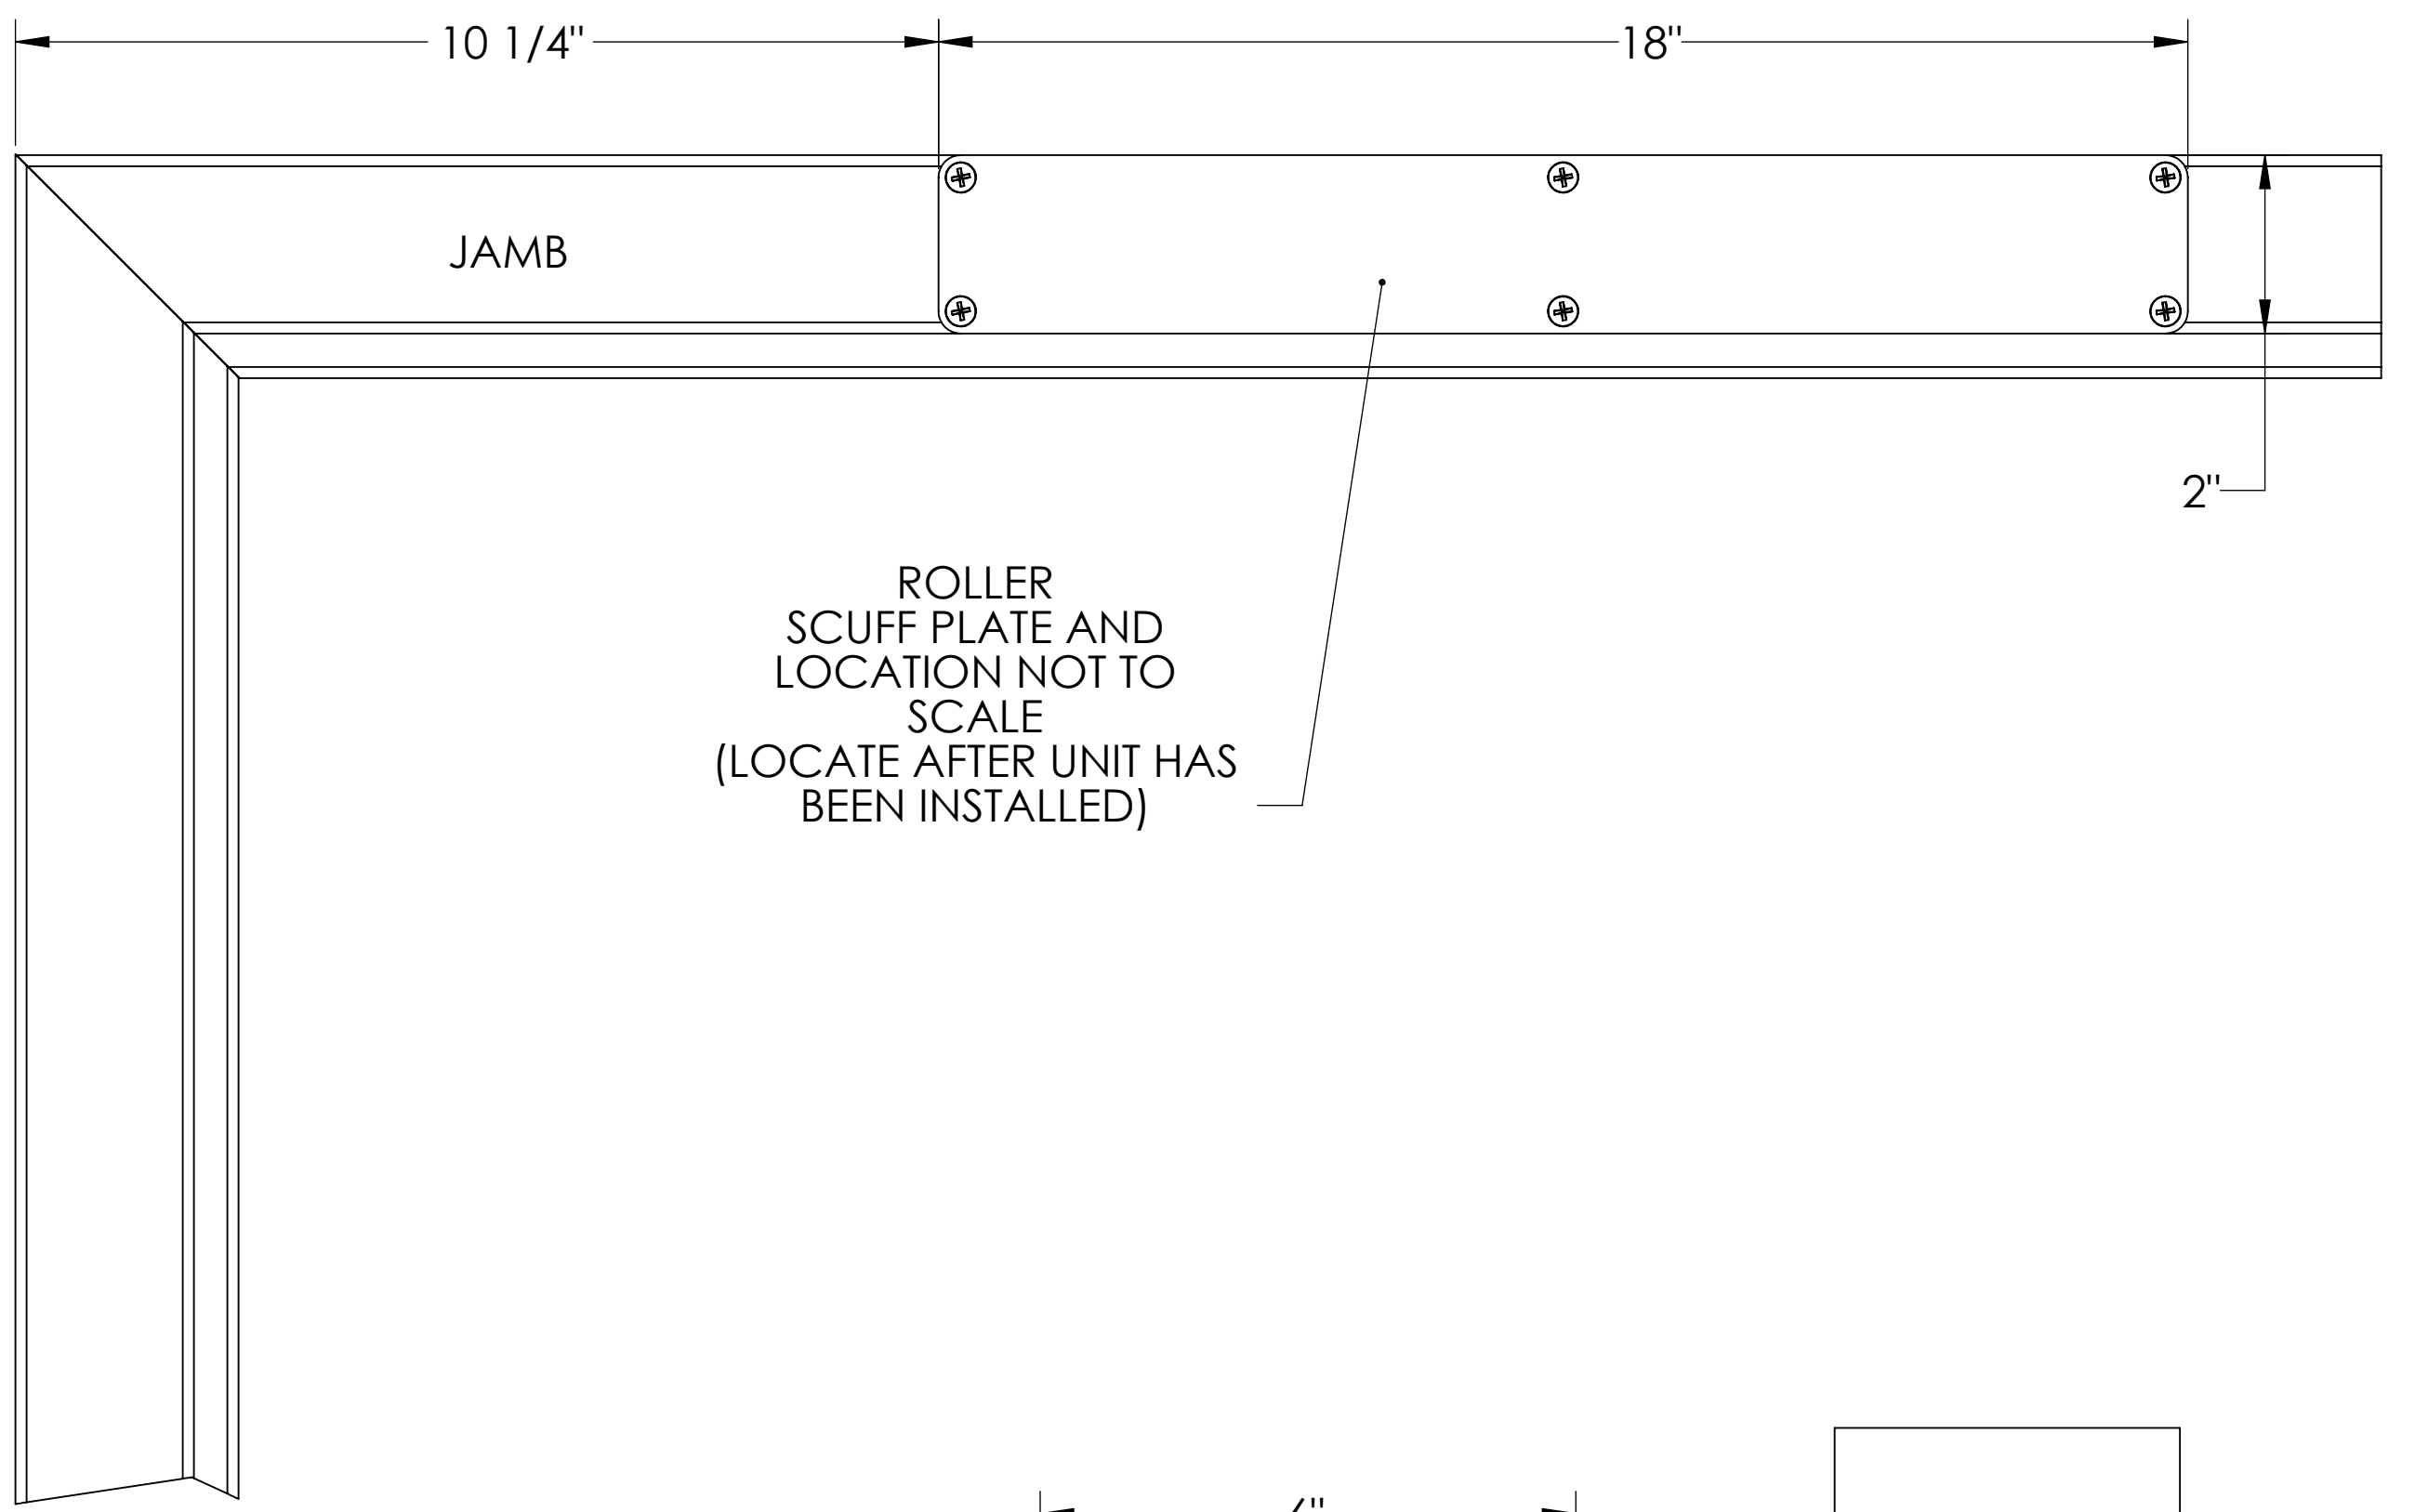 10 1/4"
18"
JAMB
2"
ROLLER
SCUFF PLATE AND
LOCATION NOT TO
SCALE
(LOCATE AFTER UNIT HAS
BEEN INSTALLED)